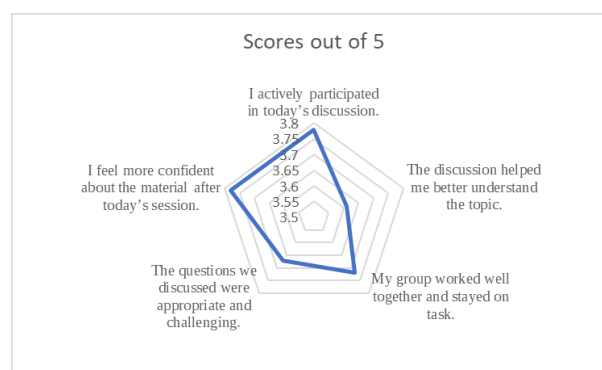 Scores out of 5
I actively participated
in today's discussion.
3.8
3.75
3.7
3.65
3.6
3.55
3.5
The discussion helped
me better understand
the topic.
My group worked well
together and stayed on
task.
The questions we
discussed were
appropriate and
challenging.
I feel more confident
about the material after
today's session.